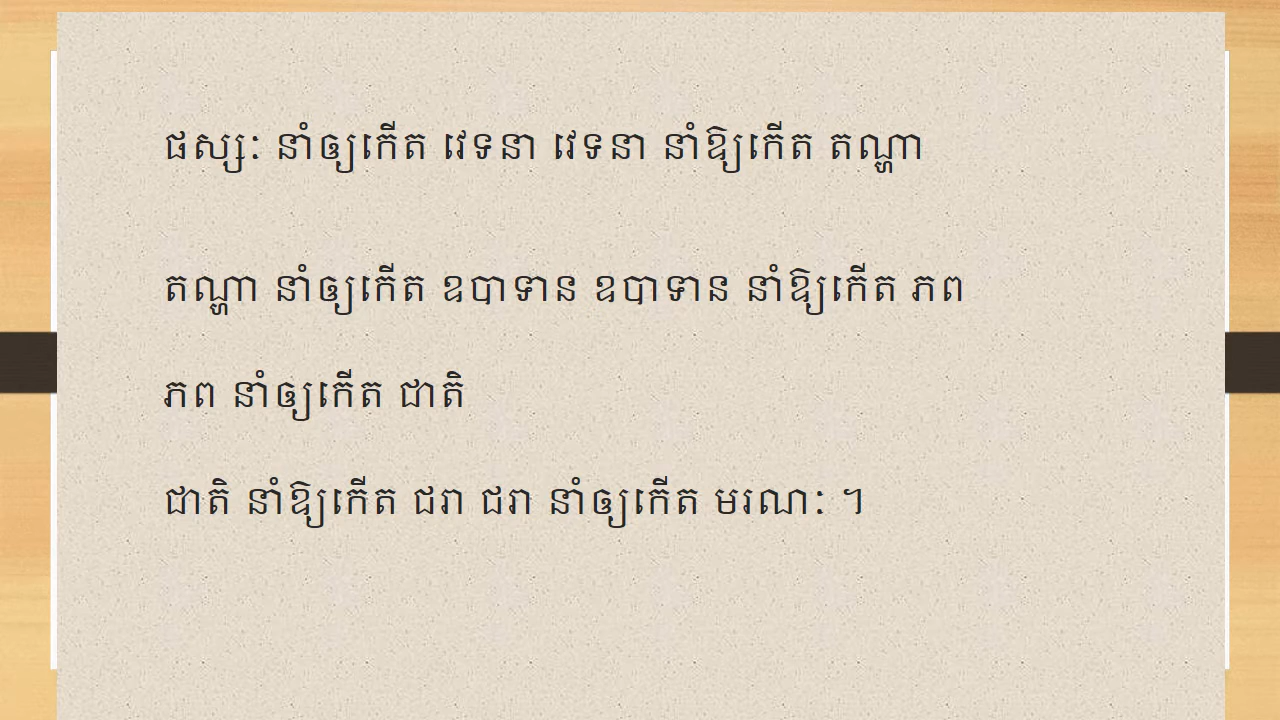 ផស្សៈ នាំឲ្យកើត វេទនា វេទនា នាំឱ្យកើត តណ្ហា
តណ្ហា នាំឲ្យកើត ឧបាទាន ឧបាទាន នាំឱ្យកើត ភព
ភព នាំឲ្យកើត ជាតិ
ជាតិ នាំឱ្យកើត ជរា ជរា នាំឲ្យកើត មរណៈ ។